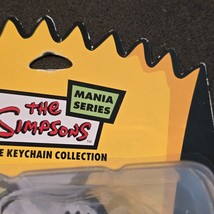 MANIA
SERIES
THE
SIMPSONS
KEYCHAIN COLLECTION